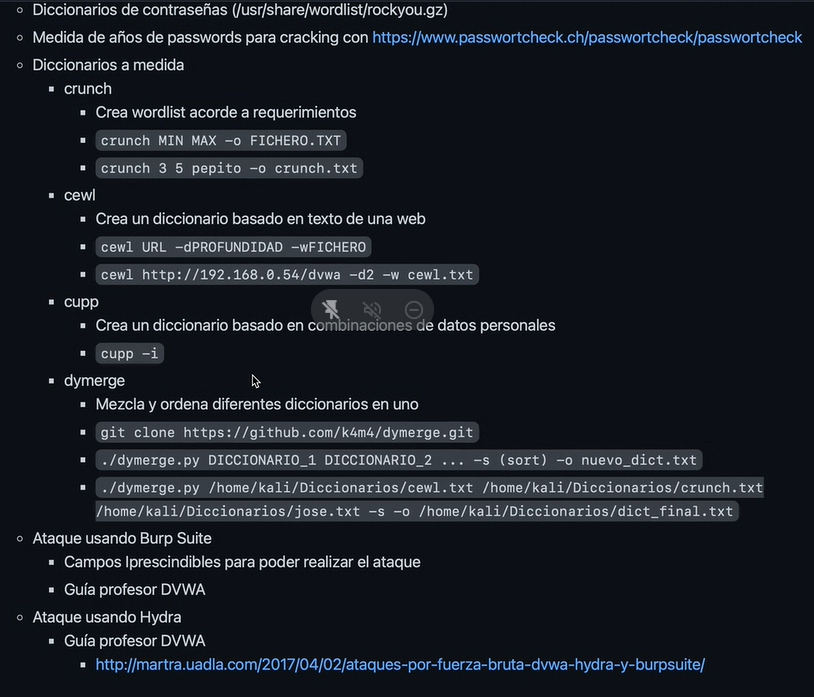 Diccionarios de contraseñas (/usr/share/wordlist/rockyou.gz)
Medida de años de passwords para cracking con https://www.passwortcheck.ch/passwortcheck/passwortcheck
Diccionarios a medida
crunch
Crea wordlist acorde a requerimientos
crunch MIN MAX -o FICHERO.TXT
crunch 3 5 pepito -o crunch.txt
cewl
Crea un diccionario basado en texto de una web
cewl URL -dPROFUNDIDAD -wFICHERO
cewl http://192.168.0.54/dvwa -d2 -w cewl.txt
cupp
Crea un diccionario basado en combinaciones de datos personales
cupp -i
dymerge
Mezcla y ordena diferentes diccionarios en uno
git clone https://github.com/k4m4/dymerge.git
./dymerge.py DICCIONARIO_1 DICCIONARIO_2 ... -s (sort) -o nuevo_dict.txt
./dymerge.py /home/kali/Diccionarios/cewl.txt /home/kali/Diccionarios/crunch.txt
/home/kali/Diccionarios/jose.txt -s -o /home/kali/Diccionarios/dict_final.txt
Ataque usando Burp Suite
Campos Iprescindibles para poder realizar el ataque
Guía profesor DVWA
Ataque usando Hydra
Guía profesor DVWA
http://martra.uadla.com/2017/04/02/ataques-por-fuerza-bruta-dvwa-hydra-y-burpsuite/